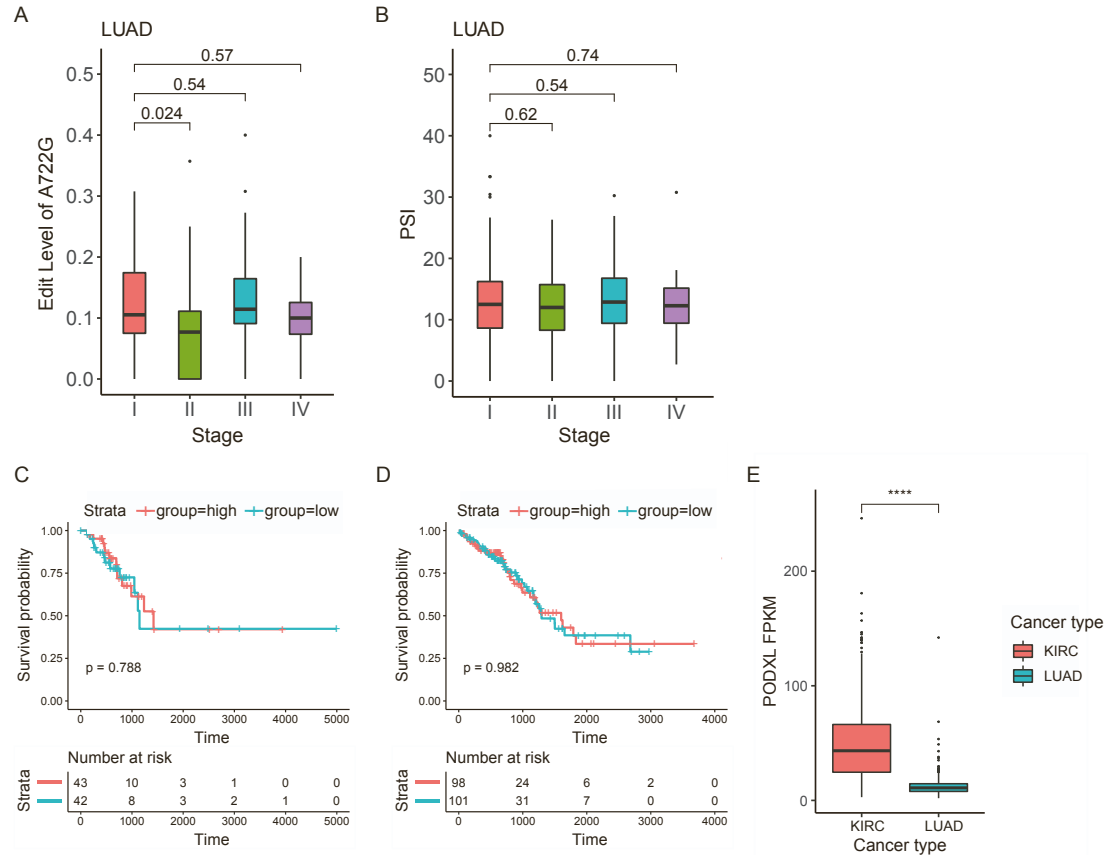 A
LUAD
Edit Level of A722G
0.5
0.4
0.3
0.2
0.1
0.0
0.57
0.54
0.024
I II III IV
Stage
B
LUAD
PSI
50
40
30
20
10
0
0.74
0.54
0.62
I II III IV
Stage
C
Strata group=high group=low
Survival probability
1.00
0.75
0.50
0.25
0.00
p = 0.788
0 1000 2000 3000 4000 5000
Time
Number at risk
Strata
43 10 3 1 0 0
42 8 3 2 1 0
0 1000 2000 3000 4000 5000
Time
D
Strata group=high group=low
Survival probability
1.00
0.75
0.50
0.25
0.00
p = 0.982
0 1000 2000 3000 4000
Time
Number at risk
Strata
98 24 6 2 0
101 31 7 0 0
0 1000 2000 3000 4000
Time
E
****
PODXL FPKM
200
100
0
KIRC LUAD
Cancer type
Cancer type
KIRC
LUAD